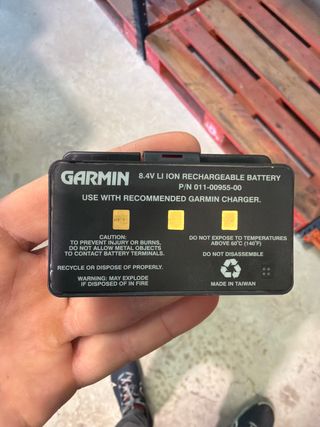 GARMIN
8.4V LI ION RECHARGEABLE BATTERY
P/N 011-00955-00
USE WITH RECOMMENDED GARMIN CHARGER.
CAUTION:
TO PREVENT INJURY OR BURNS,
DO NOT ALLOW METAL OBJECTS
TO CONTACT BATTERY TERMINALS.
RECYCLE OR DISPOSE OF PROPERLY.
WARNING: MAY EXPLODE
IF DISPOSED OF IN FIRE
DO NOT EXPOSE TO TEMPERATURES
ABOVE 60°C (140°F)
DO NOT DISASSEMBLE
MADE IN TAIWAN